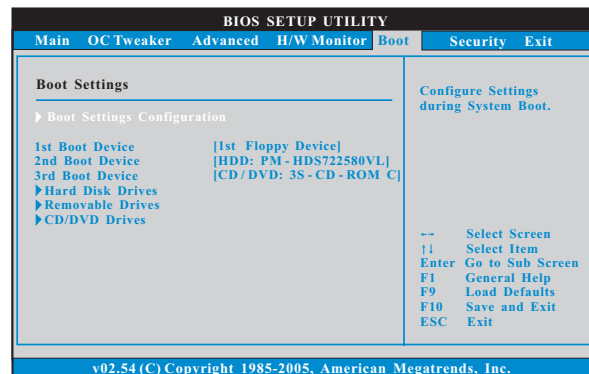 BIOS SETUP UTILITY
Main OC Tweaker Advanced H/W Monitor Boot Security Exit
Boot Settings
Boot Settings Configuration
1st Boot Device [1st Floppy Device]
2nd Boot Device [HDD: PM-HDS722580VL]
3rd Boot Device [CD/DVD: 3S-CD-ROM C]
Hard Disk Drives
Removable Drives
CD/DVD Drives
Configure Settings
during System Boot.
←→ Select Screen
↑↓ Select Item
Enter Go to Sub Screen
F1 General Help
F9 Load Defaults
F10 Save and Exit
ESC Exit
v02.54 (C) Copyright 1985-2005, American Megatrends, Inc.